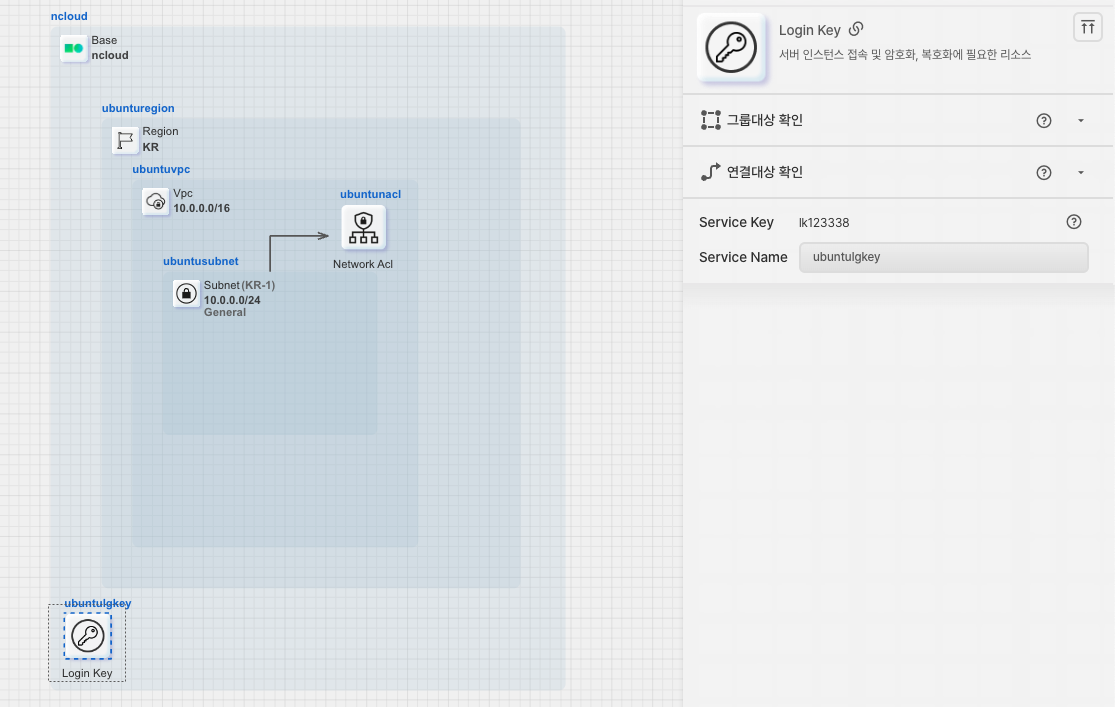 ncloud
Base
ncloud
ubunturegion
Region
KR
ubuntuvpc
Vpc
10.0.0.0/16
ubuntunacl
Network Acl
ubuntusubnet
Subnet(KR-1)
10.0.0.0/24
General
ubuntulgkey
Login Key
Login Key
서버 인스턴스 접속 및 암호화, 복호화에 필요한 리소스
그룹대상 확인
연결대상 확인
Service Key lk123338
Service Name ubuntulgkey